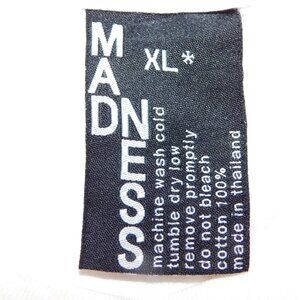 MADNESS
XL*
machine wash cold
tumble dry low
remove promptly
do not bleach
cotton 100%
made in thailand